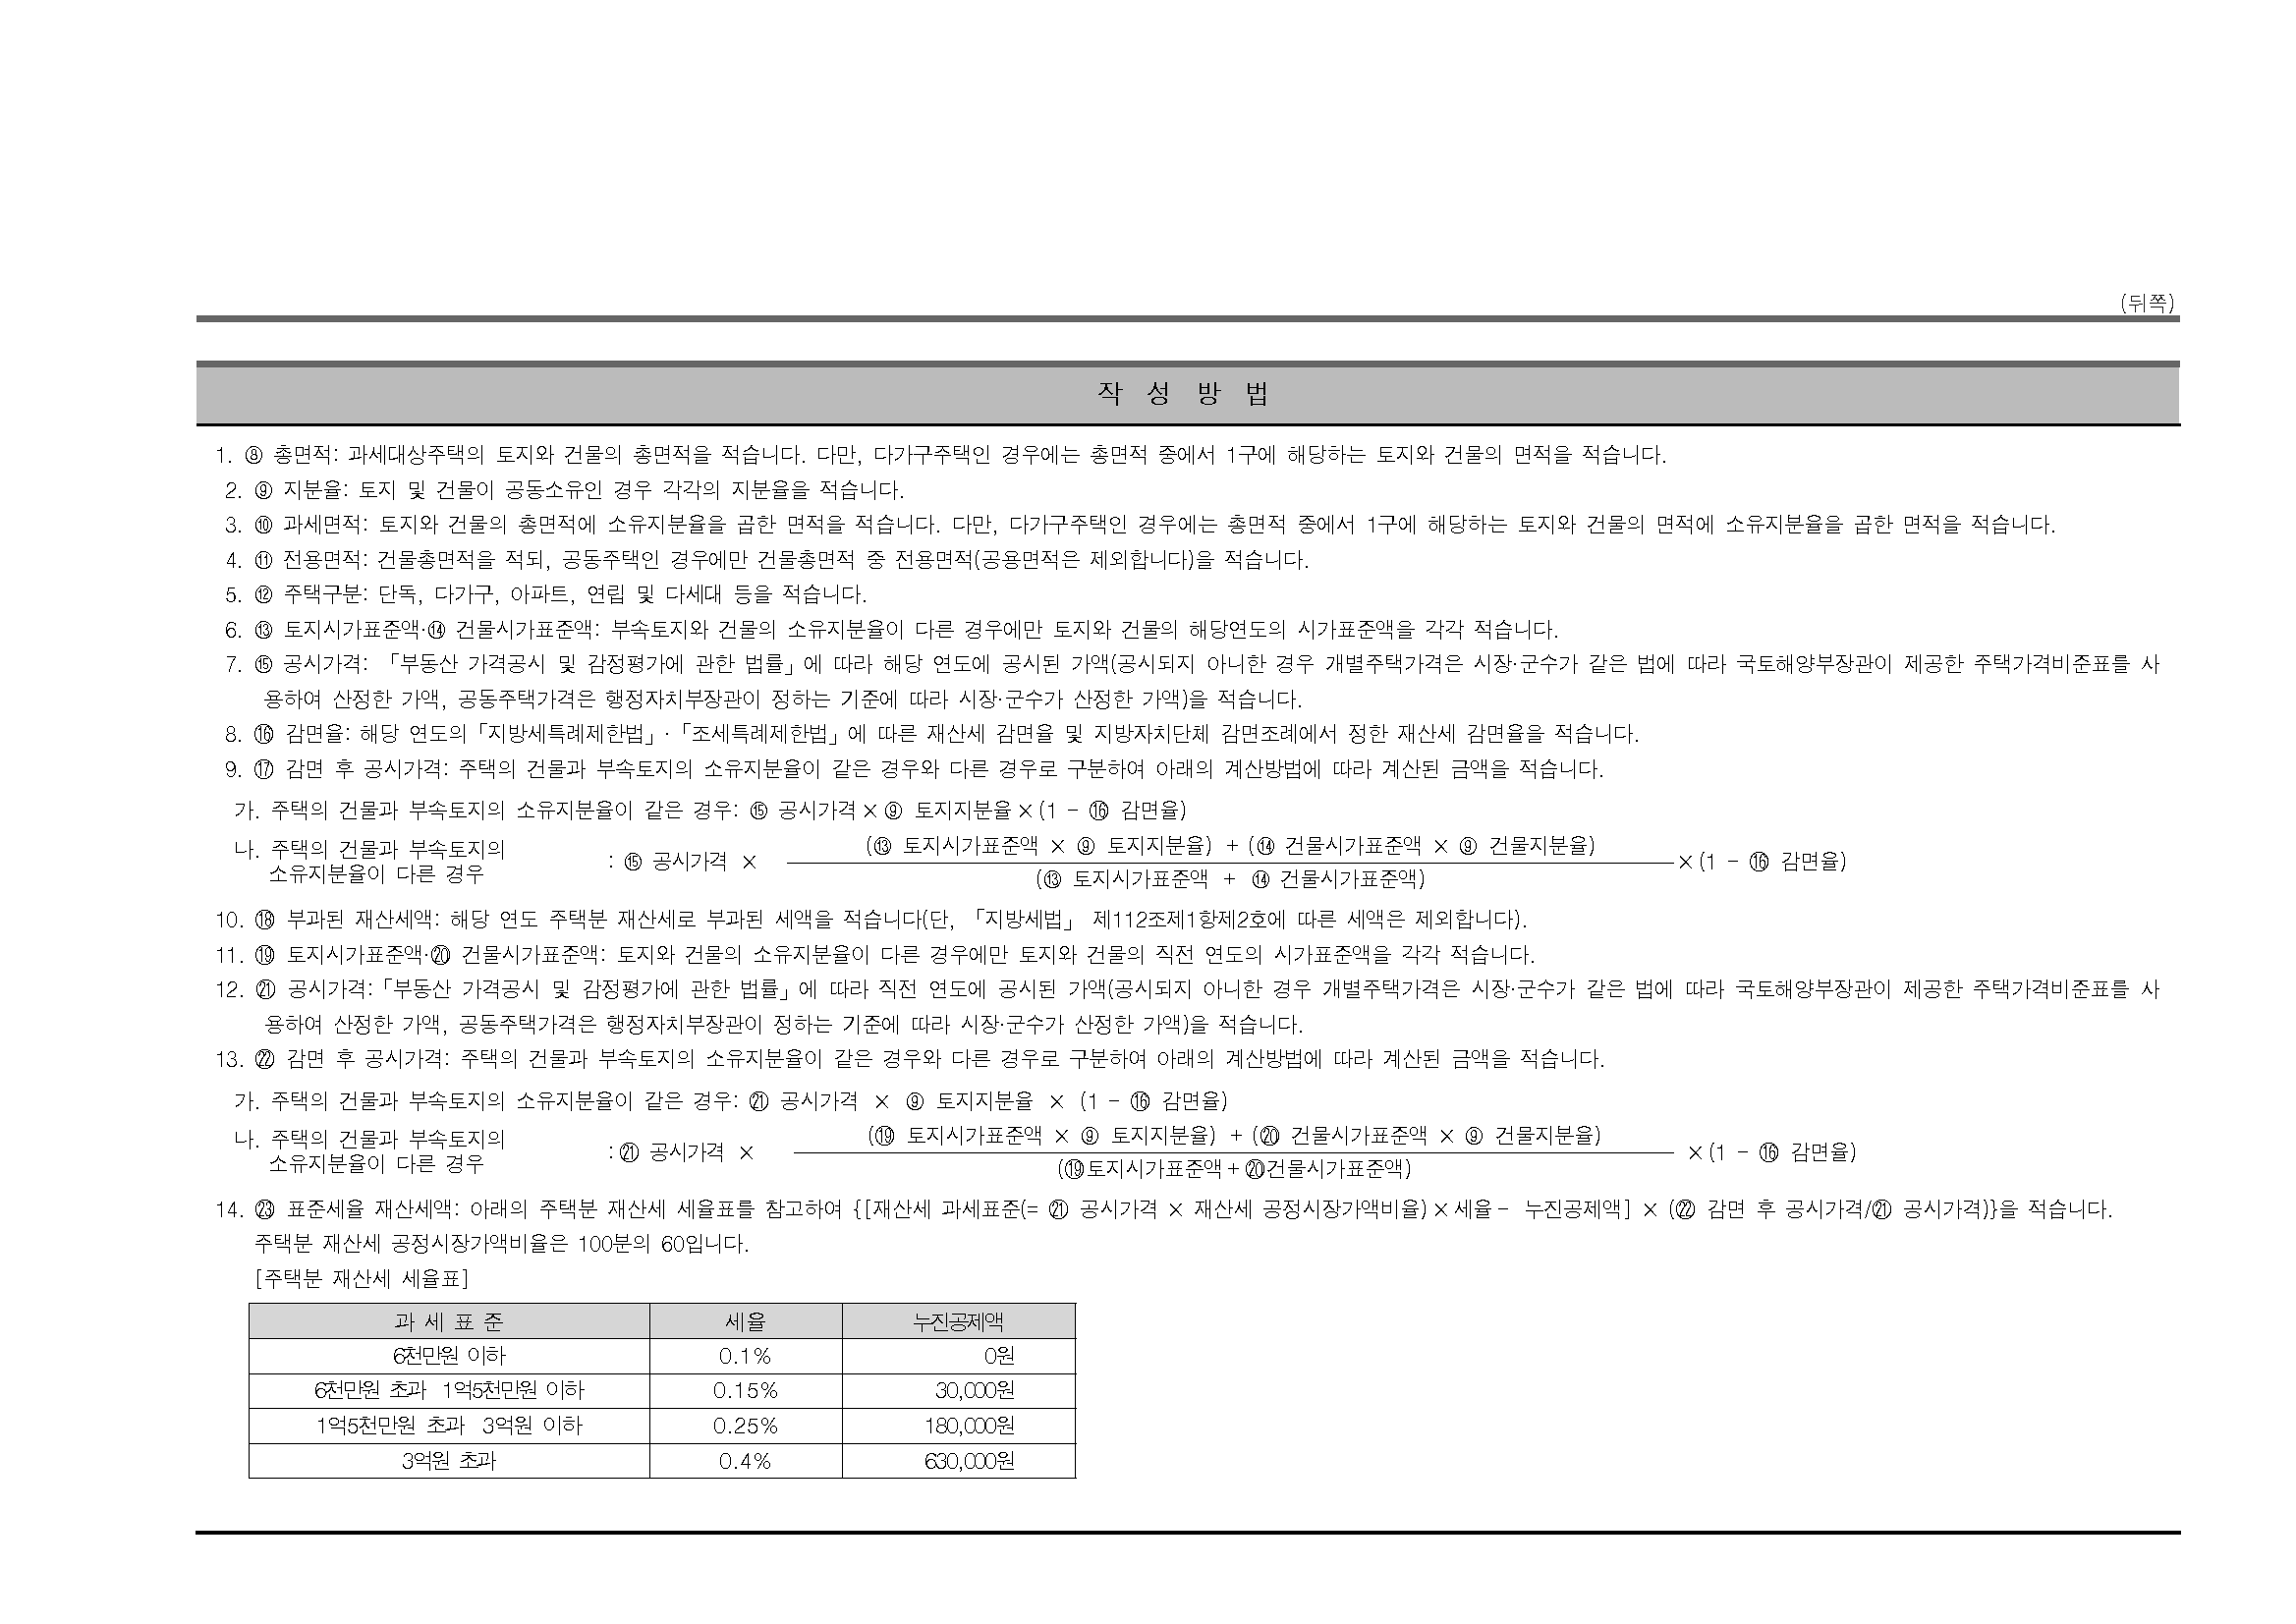 (뒤쪽)
작 성 방 법
1. ⑧ 총면적: 과세대상주택의 토지와 건물의 총면적을 적습니다. 다만, 다가구주택인 경우에는 총면적 중에서 1구에 해당하는 토지와 건물의 면적을 적습니다.
2. ⑨ 지분율: 토지 및 건물이 공동소유인 경우 각각의 지분율을 적습니다.
3. ⑩ 과세면적: 토지와 건물의 총면적에 소유지분율을 곱한 면적을 적습니다. 다만, 다가구주택인 경우에는 총면적 중에서 1구에 해당하는 토지와 건물의 면적에 소유지분율을 곱한 면적을 적습니다.
4. ⑪ 전용면적: 건물총면적을 적되, 공동주택인 경우에만 건물총면적 중 전용면적(공용면적은 제외합니다)을 적습니다.
5. ⑫ 주택구분: 단독, 다가구, 아파트, 연립 및 다세대 등을 적습니다.
6. ⑬ 토지시가표준액·⑭ 건물시가표준액: 부속토지와 건물의 소유지분율이 다른 경우에만 토지와 건물의 해당연도의 시가표준액을 각각 적습니다.
7. ⑮ 공시가격: 「부동산 가격공시 및 감정평가에 관한 법률」에 따라 해당 연도에 공시된 가액(공시되지 아니한 경우 개별주택가격은 시장·군수가 같은 법에 따라 국토해양부장관이 제공한 주택가격비준표를 사
용하여 산정한 가액, 공동주택가격은 행정자치부장관이 정하는 기준에 따라 시장·군수가 산정한 가액)을 적습니다.
8. ⑯ 감면율: 해당 연도의「지방세특례제한법」·「조세특례제한법」에 따른 재산세 감면율 및 지방자치단체 감면조례에서 정한 재산세 감면율을 적습니다.
9. ⑰ 감면 후 공시가격: 주택의 건물과 부속토지의 소유지분율이 같은 경우와 다른 경우로 구분하여 아래의 계산방법에 따라 계산된 금액을 적습니다.
가. 주택의 건물과 부속토지의 소유지분율이 같은 경우: ⑮ 공시가격×⑨ 토지지분율×(1 - ⑯ 감면율)
나. 주택의 건물과 부속토지의
소유지분율이 다른 경우
: ⑮ 공시가격 ×
(⑬ 토지시가표준액 × ⑨ 토지지분율) + (⑭ 건물시가표준액 × ⑨ 건물지분율)
(⑬ 토지시가표준액 + ⑭ 건물시가표준액)
×(1 - ⑯ 감면율)
10. ⑱ 부과된 재산세액: 해당 연도 주택분 재산세로 부과된 세액을 적습니다(단, 「지방세법」 제112조제1항제2호에 따른 세액은 제외합니다).
11. ⑲ 토지시가표준액·⑳ 건물시가표준액: 토지와 건물의 소유지분율이 다른 경우에만 토지와 건물의 직전 연도의 시가표준액을 각각 적습니다.
12. ㉑ 공시가격:「부동산 가격공시 및 감정평가에 관한 법률」에 따라 직전 연도에 공시된 가액(공시되지 아니한 경우 개별주택가격은 시장·군수가 같은 법에 따라 국토해양부장관이 제공한 주택가격비준표를 사
용하여 산정한 가액, 공동주택가격은 행정자치부장관이 정하는 기준에 따라 시장·군수가 산정한 가액)을 적습니다.
13. ㉒ 감면 후 공시가격: 주택의 건물과 부속토지의 소유지분율이 같은 경우와 다른 경우로 구분하여 아래의 계산방법에 따라 계산된 금액을 적습니다.
가. 주택의 건물과 부속토지의 소유지분율이 같은 경우: ㉑ 공시가격 × ⑨ 토지지분율 × (1 - ⑯ 감면율)
나. 주택의 건물과 부속토지의
소유지분율이 다른 경우
: ㉑ 공시가격 ×
(⑲ 토지시가표준액 × ⑨ 토지지분율) + (⑳ 건물시가표준액 × ⑨ 건물지분율)
(⑲토지시가표준액+⑳건물시가표준액)
×(1 - ⑯ 감면율)
14. ㉓ 표준세율 재산세액: 아래의 주택분 재산세 세율표를 참고하여 {[재산세 과세표준(= ㉑ 공시가격 × 재산세 공정시장가액비율)×세율- 누진공제액] × (㉒ 감면 후 공시가격/㉑ 공시가격)}을 적습니다.
주택분 재산세 공정시장가액비율은 100분의 60입니다.
[주택분 재산세 세율표]
과 세 표 준 세율 누진공제액
6천만원 이하 0.1% 0원
6천만원 초과 1억5천만원 이하 0.15% 30,000원
1억5천만원 초과 3억원 이하 0.25% 180,000원
3억원 초과 0.4% 630,000원